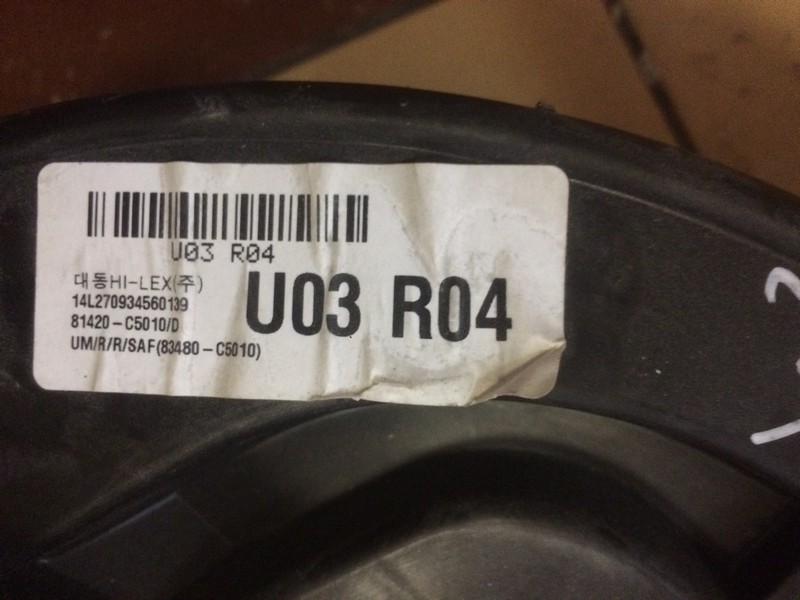 U03 R04
대동HI-LEX(주)
14L270934560139
81420-C5010/D
UM/R/R/SAF(83480-C5010)
U03 R04